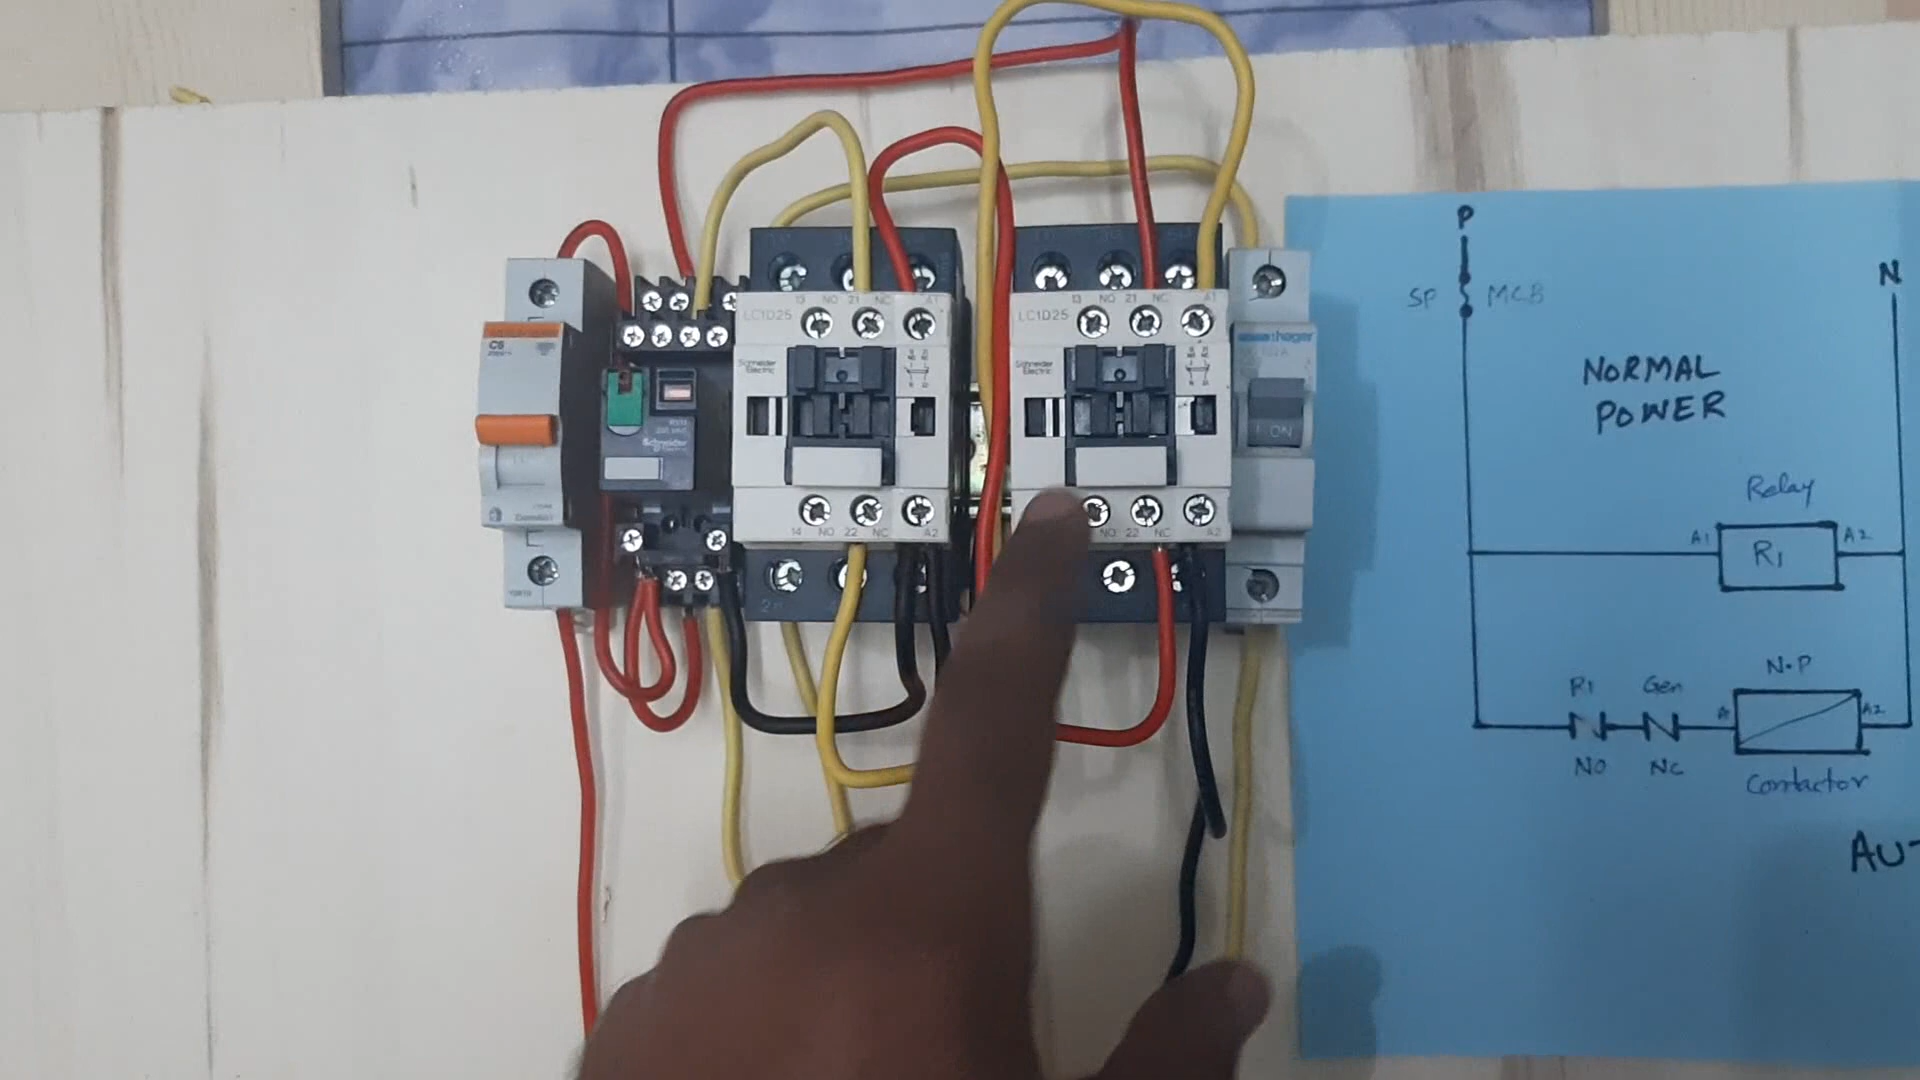 C6
Schneider
LC1D25
13 NO 21 NC A1
Schneider
Electric
14 NO 22 NC A2
LC1D25
13 NO 21 NC A1
Schneider
Electric
NO 22 NC A2
hager
ON
P
N
SP MCB
NORMAL
POWER
Relay
A1 R1 A2
R1 Gen N.P
A A2
NO NC Contactor
AUT